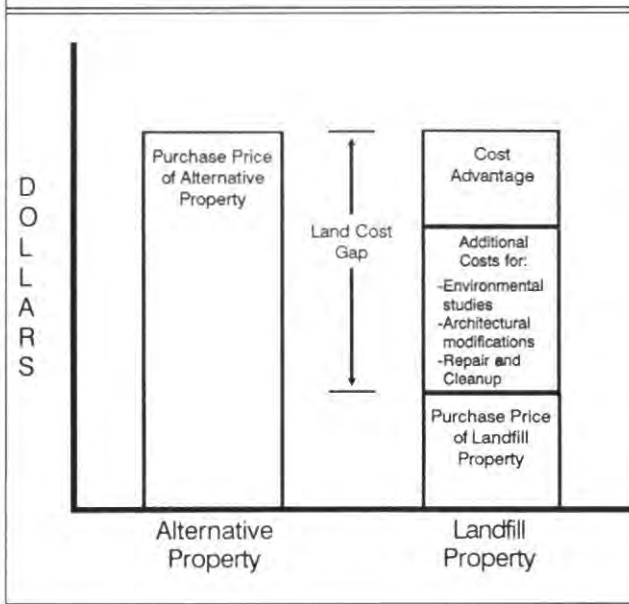 DOLLARS
Purchase Price
of Alternative
Property
Land Cost
Gap
Cost
Advantage
Additional
Costs for:
-Environmental
studies
-Architectural
modifications
-Repair and
Cleanup
Purchase Price
of Landfill
Property
Alternative
Property
Landfill
Property